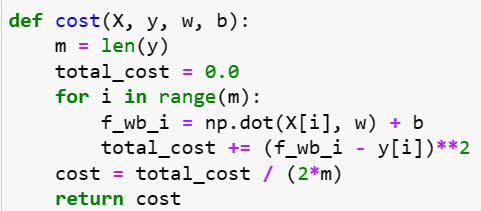 def cost(X, y, w, b):
    m = len(y)
    total_cost = 0.0
    for i in range(m):
        f_wb_i = np.dot(X[i], w) + b
        total_cost += (f_wb_i - y[i])**2
    cost = total_cost / (2*m)
    return cost